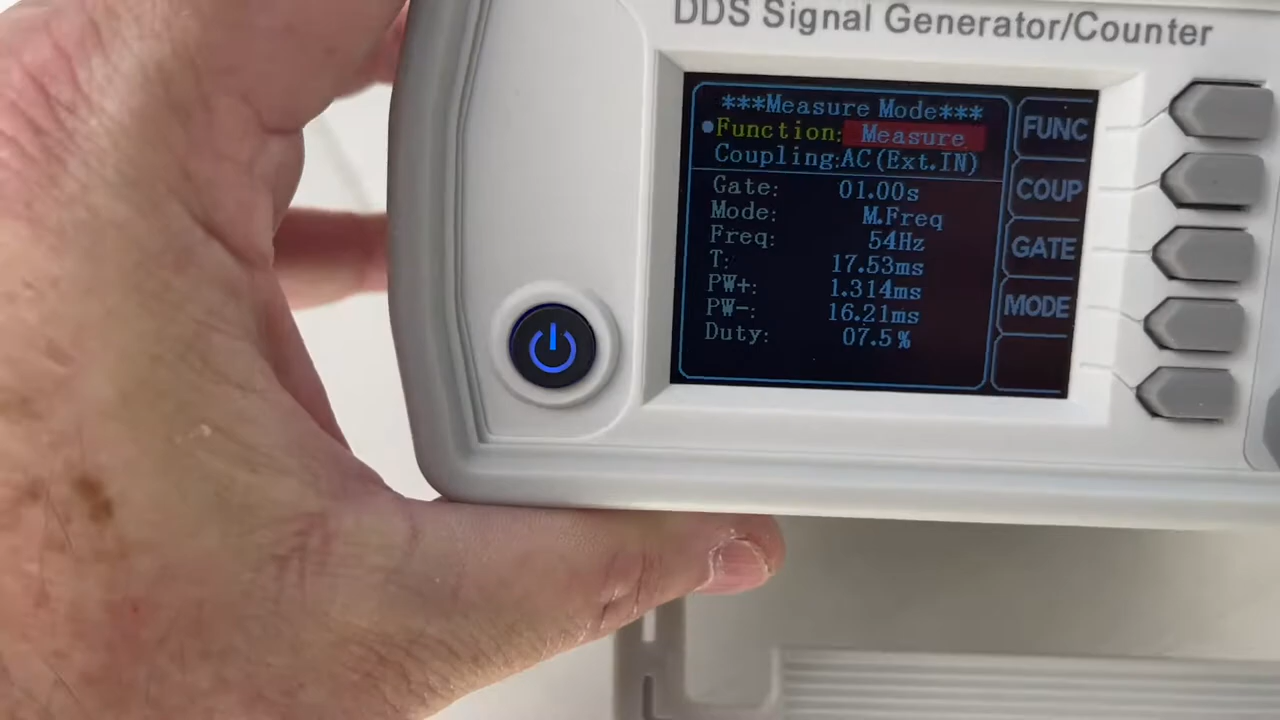 DDS Signal Generator/Counter
***Measure Mode***
Function: Measure
Coupling:AC(Ext.IN)
Gate: 01.00s
Mode: M.Freq
Freq: 54Hz
T: 17.53ms
PW+: 1.314ms
PW-: 16.21ms
Duty: 07.5%
FUNC
COUP
GATE
MODE